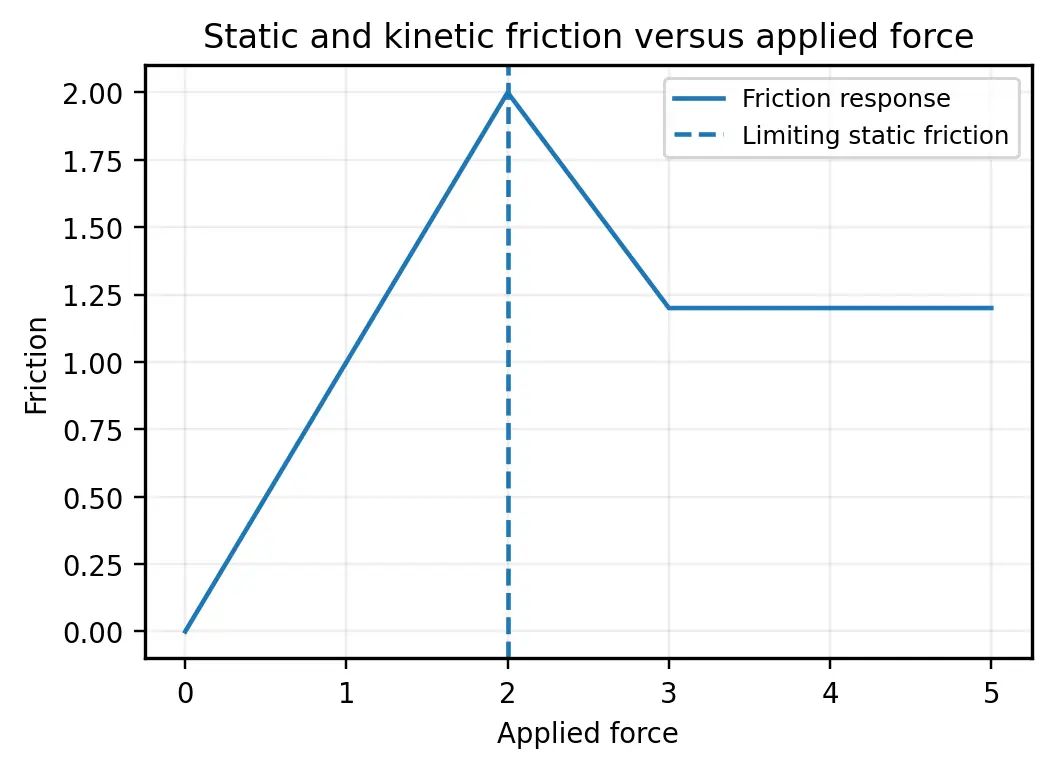 Static and kinetic friction versus applied force
Friction response
Limiting static friction
2.00
1.75
1.50
1.25
1.00
0.75
0.50
0.25
0.00
Friction
0 1 2 3 4 5
Applied force